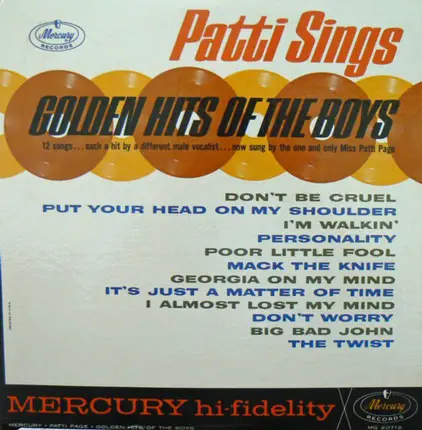 Mercury
RECORDS
Patti Sings
GOLDEN HITS OF THE BOYS
12 songs...each a hit by a different male vocalist...now sung by the one and only Miss Patti Page
DON'T BE CRUEL
PUT YOUR HEAD ON MY SHOULDER
I'M WALKIN'
PERSONALITY
POOR LITTLE FOOL
MACK THE KNIFE
GEORGIA ON MY MIND
IT'S JUST A MATTER OF TIME
I ALMOST LOST MY MIND
DON'T WORRY
BIG BAD JOHN
THE TWIST
MERCURY hi-fidelity
Mercury
RECORDS
MERCURY • PATTI PAGE • GOLDEN HITS OF THE BOYS
MG 20712